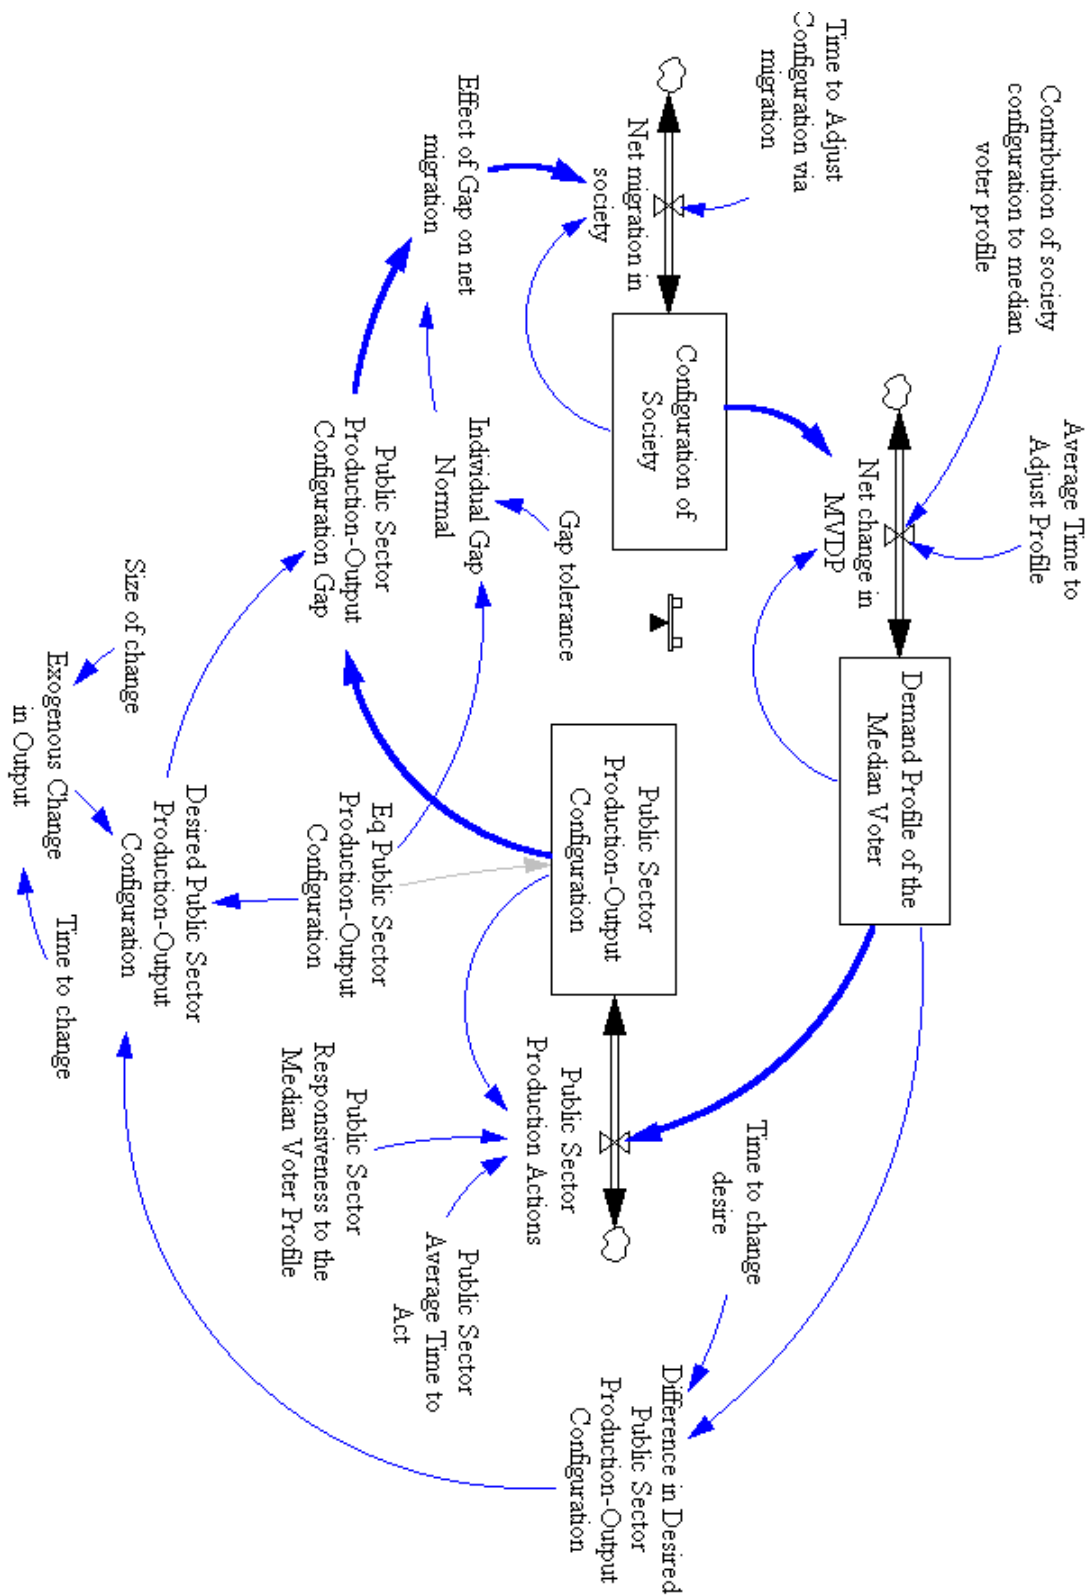 Contribution of society
configuration to median
voter profile
Average Time to
Adjust Profile
Time to Adjust
Configuration via
migration
Net change in
MVDP
Demand Profile of the
Median Voter
Net migration in
society
Configuration of
Society
Time to change
desire
Effect of Gap on net
migration
Individual Gap
Normal
Gap tolerance
Public Sector
Production-Output
Configuration
Public Sector
Production Actions
Difference in Desired
Public Sector
Production-Output
Configuration
Public Sector
Production-Output
Configuration Gap
Eq Public Sector
Production-Output
Configuration
Public Sector
Responsiveness to the
Median Voter Profile
Public Sector
Average Time to
Act
Size of change
Exogenous Change
in Output
Desired Public Sector
Production-Output
Configuration
Time to change